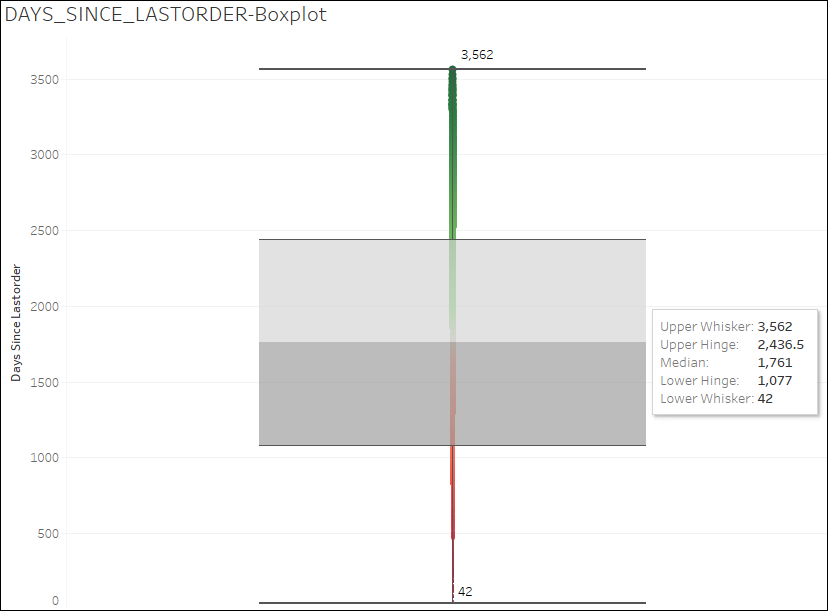 DAYS_SINCE_LASTORDER-Boxplot
3,562
3500
3000
2500
2000
1500
1000
500
0
Days Since Lastorder
Upper Whisker: 3,562
Upper Hinge: 2,436.5
Median: 1,761
Lower Hinge: 1,077
Lower Whisker: 42
42